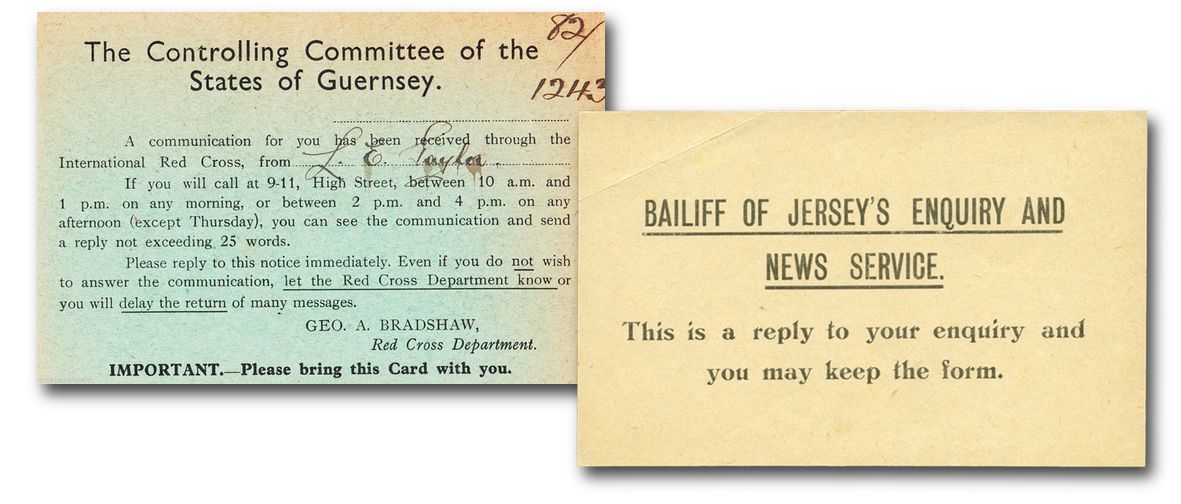 82/
1243
The Controlling Committee of the
States of Guernsey.
A communication for you has been received through the
International Red Cross, from L. E. Taylor.
If you will call at 9-11, High Street, between 10 a.m. and
1 p.m. on any morning, or between 2 p.m. and 4 p.m. on any
afternoon (except Thursday), you can see the communication and send
a reply not exceeding 25 words.
Please reply to this notice immediately. Even if you do not wish
to answer the communication, let the Red Cross Department know or
you will delay the return of many messages.
GEO. A. BRADSHAW,
Red Cross Department.
IMPORTANT.—Please bring this Card with you.
BAILIFF OF JERSEY'S ENQUIRY AND
NEWS SERVICE.
This is a reply to your enquiry and
you may keep the form.